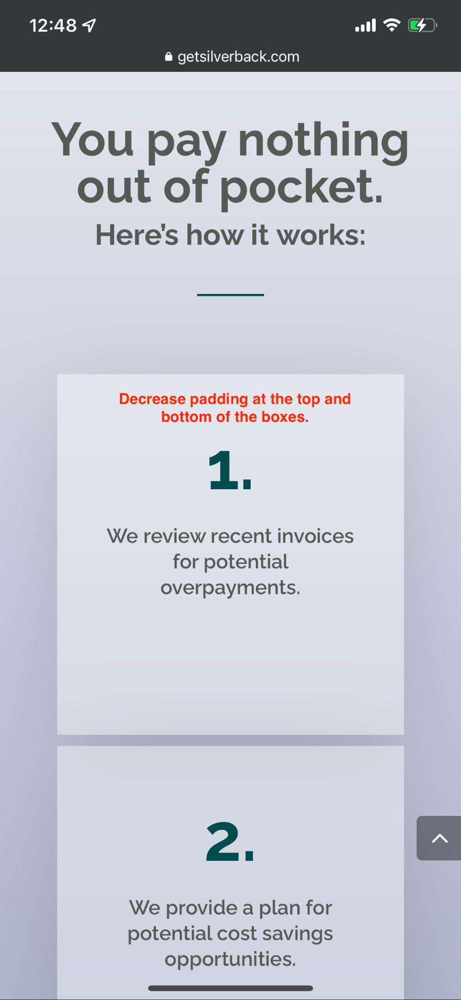 12:48
getsilverback.com
You pay nothing
out of pocket.
Here’s how it works:
Decrease padding at the top and
bottom of the boxes.
1.
We review recent invoices
for potential
overpayments.
2.
We provide a plan for
potential cost savings
opportunities.